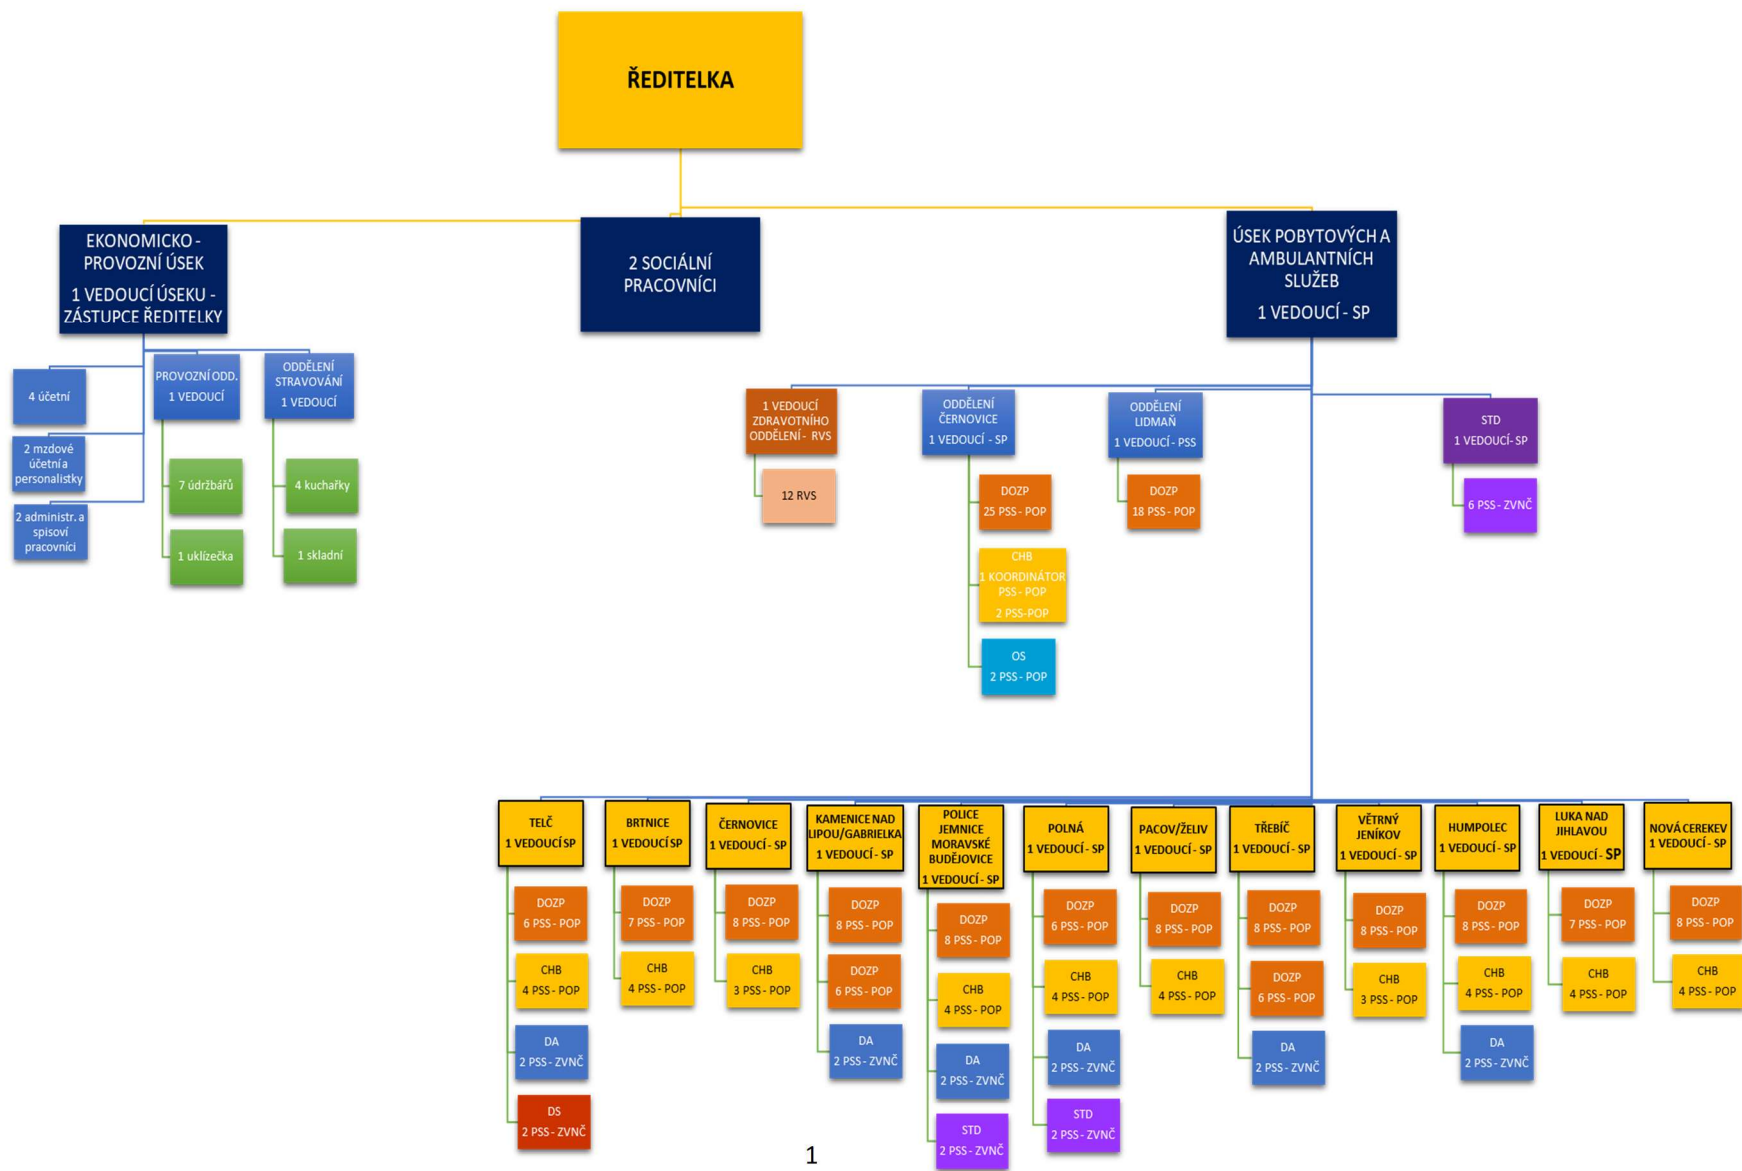 ŘEDITELKA
EKONOMICKO -
PROVOZNÍ ÚSEK
1 VEDOUCÍ ÚSEKU -
ZÁSTUPCE ŘEDITELKY
2 SOCIÁLNÍ
PRACOVNÍCI
ÚSEK POBYTOVÝCH A
AMBULANTNÍCH
SLUŽEB
1 VEDOUCÍ - SP
4 účetní
2 mzdové
účetní a
personalistky
2 administr. a
spisoví
pracovníci
PROVOZNÍ ODD.
1 VEDOUCÍ
7 údržbářů
1 uklízečka
ODDĚLENÍ
STRAVOVÁNÍ
1 VEDOUCÍ
4 kuchařky
1 skladní
1 VEDOUCÍ
ZDRAVOTNÍHO
ODDĚLENÍ - RVS
12 RVS
ODDĚLENÍ
ČERNOVICE
1 VEDOUCÍ - SP
DOZP
25 PSS - POP
CHB
1 KOORDINÁTOR
PSS - POP
2 PSS-POP
OS
2 PSS - POP
ODDĚLENÍ
LIDMAŇ
1 VEDOUCÍ - PSS
DOZP
18 PSS - POP
STD
1 VEDOUCÍ- SP
6 PSS - ZVNČ
TELČ
1 VEDOUCÍ SP
DOZP
6 PSS - POP
CHB
4 PSS - POP
DA
2 PSS - ZVNČ
DS
2 PSS - ZVNČ
BRTNICE
1 VEDOUCÍ SP
DOZP
7 PSS - POP
CHB
4 PSS - POP
ČERNOVICE
1 VEDOUCÍ - SP
DOZP
8 PSS - POP
CHB
3 PSS - POP
KAMENICE NAD
LIPOU/GABRIELKA
1 VEDOUCÍ - SP
DOZP
8 PSS - POP
DOZP
6 PSS - POP
DA
2 PSS - ZVNČ
POLICE
JEMNICE
MORAVSKÉ
BUDĚJOVICE
1 VEDOUCÍ - SP
DOZP
8 PSS - POP
CHB
4 PSS - POP
DA
2 PSS - ZVNČ
STD
2 PSS - ZVNČ
POLNÁ
1 VEDOUCÍ - SP
DOZP
6 PSS - POP
CHB
4 PSS - POP
DA
2 PSS - ZVNČ
STD
2 PSS - ZVNČ
PACOV/ŽELIV
1 VEDOUCÍ - SP
DOZP
8 PSS - POP
CHB
4 PSS - POP
TŘEBÍČ
1 VEDOUCÍ - SP
DOZP
8 PSS - POP
DOZP
6 PSS - POP
DA
2 PSS - ZVNČ
VĚTRNÝ
JENÍKOV
1 VEDOUCÍ - SP
DOZP
8 PSS - POP
CHB
3 PSS - POP
HUMPOLEC
1 VEDOUCÍ - SP
DOZP
8 PSS - POP
CHB
4 PSS - POP
DA
2 PSS - ZVNČ
LUKA NAD
JIHLAVOU
1 VEDOUCÍ - SP
DOZP
7 PSS - POP
CHB
4 PSS - POP
NOVÁ CEREKEV
1 VEDOUCÍ - SP
DOZP
8 PSS - POP
CHB
4 PSS - POP
1